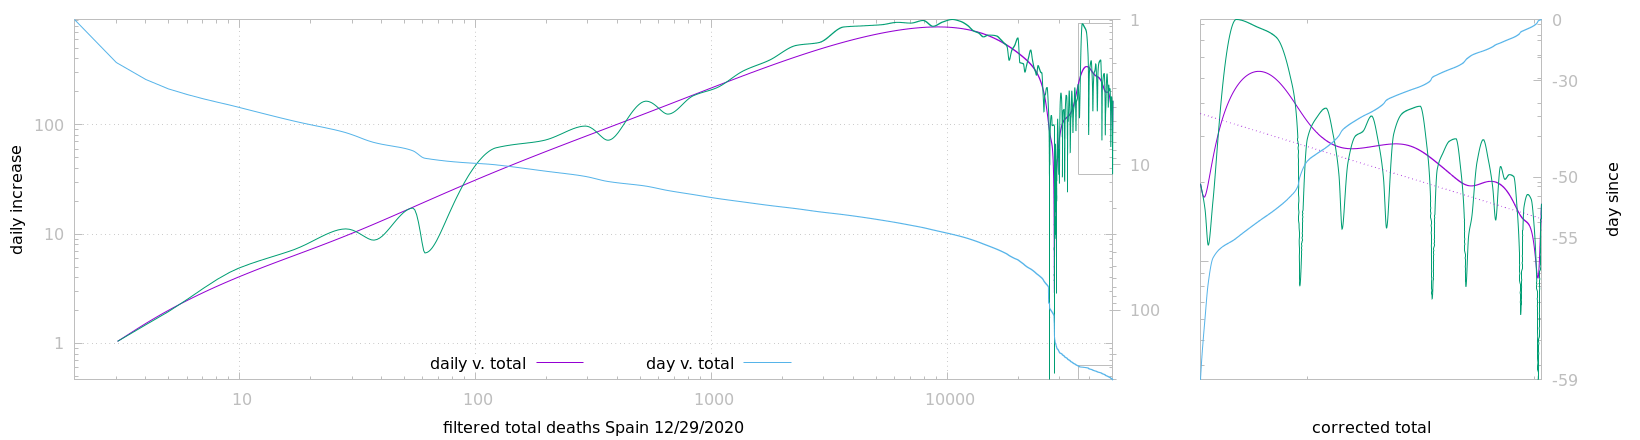 daily increase
100
10
1
daily v. total
day v. total
10
100
1000
10000
filtered total deaths Spain 12/29/2020
1
10
100
0
-30
-50
-55
-59
day since
corrected total